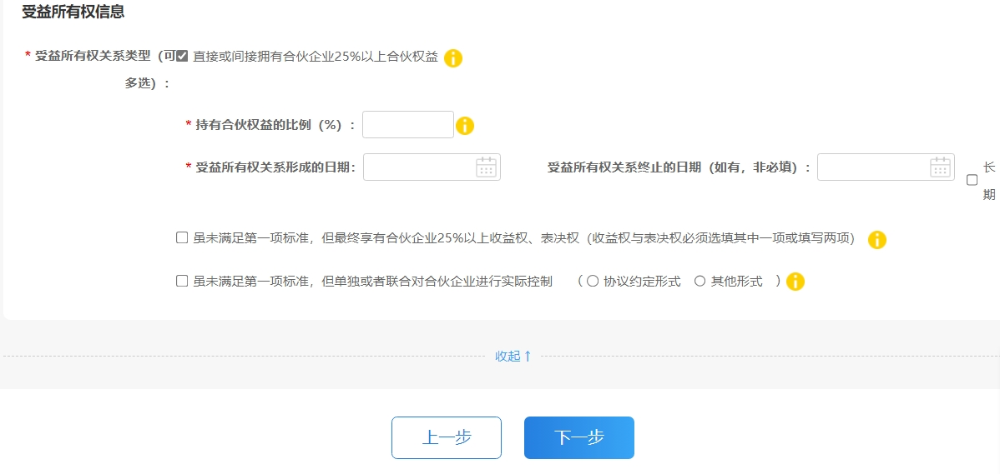 受益所有权信息
* 受益所有权关系类型（可 直接或间接拥有合伙企业25%以上合伙权益
多选）：
* 持有合伙权益的比例（%）：
* 受益所有权关系形成的日期： 受益所有权关系终止的日期（如有，非必填）： 长
期
虽未满足第一项标准，但最终享有合伙企业25%以上收益权、表决权（收益权与表决权必须选填其中一项或填写两项）
虽未满足第一项标准，但单独或者联合对合伙企业进行实际控制 （ 协议约定形式 其他形式 ）
收起↑
上一步 下一步